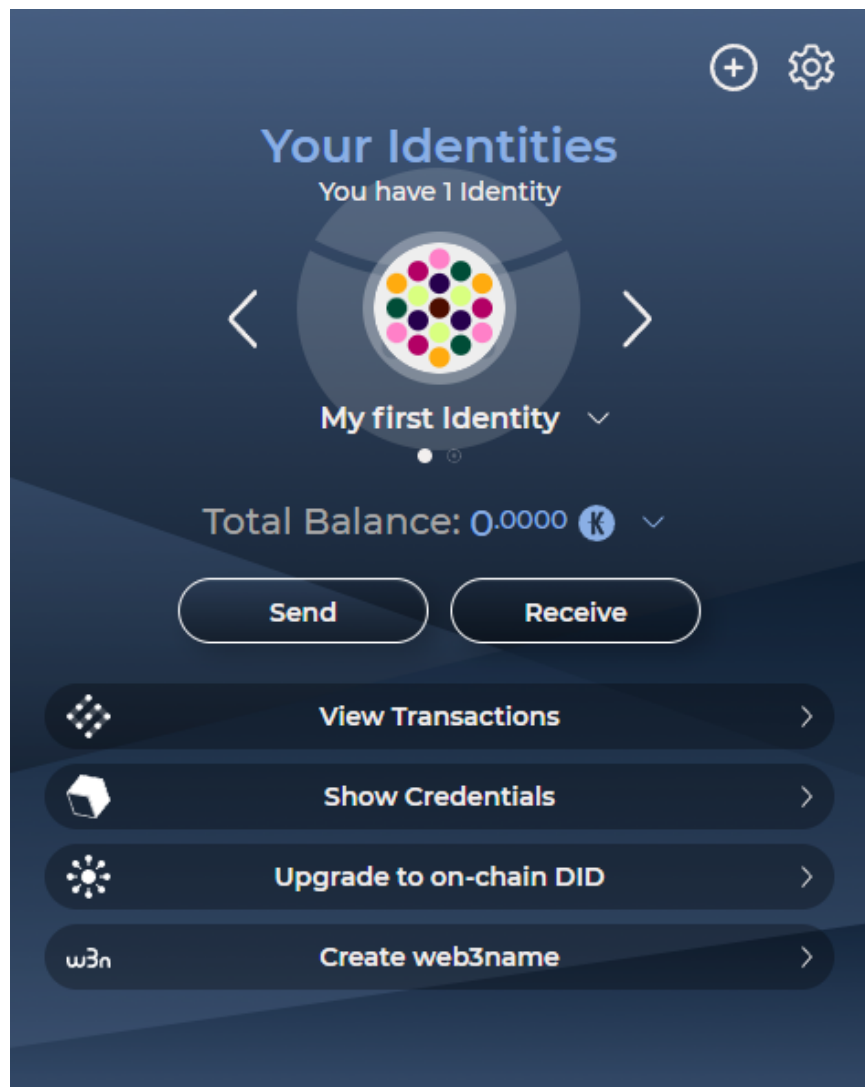 Your Identities
You have 1 Identity
My first Identity
Total Balance: 0.0000 K
Send Receive
View Transactions
Show Credentials
Upgrade to on-chain DID
w3n Create web3name